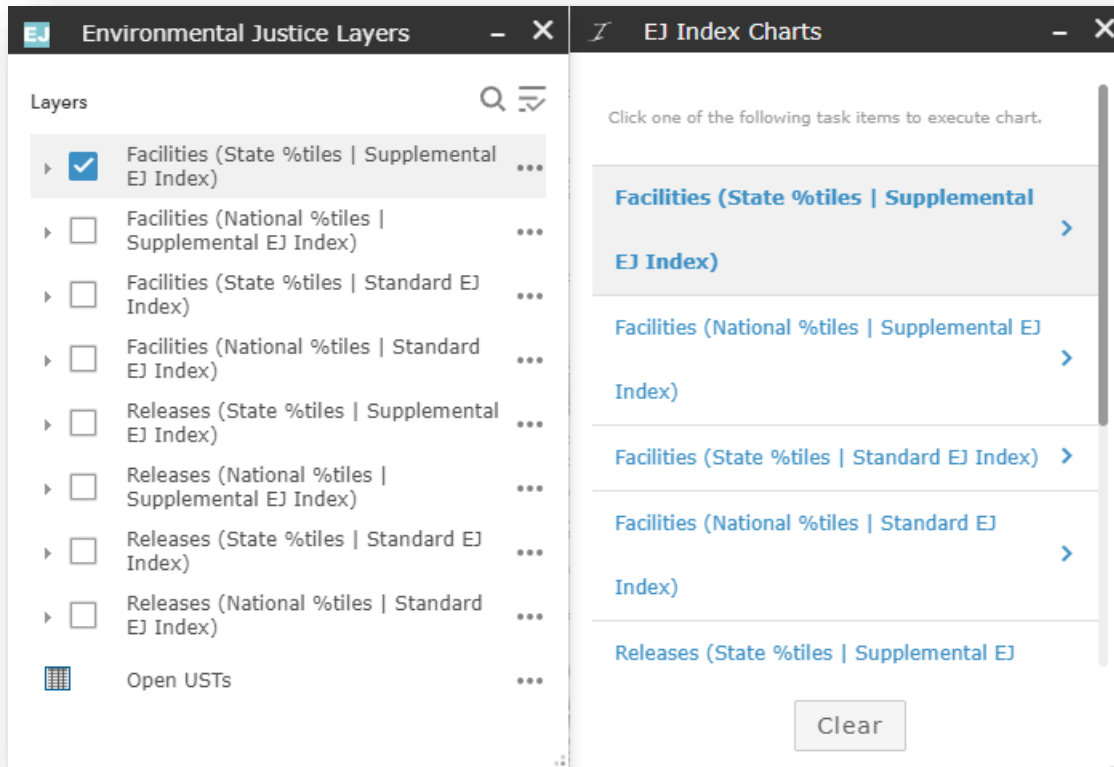 EJ Environmental Justice Layers
Layers
Facilities (State %tiles | Supplemental
EJ Index)
Facilities (National %tiles |
Supplemental EJ Index)
Facilities (State %tiles | Standard EJ
Index)
Facilities (National %tiles | Standard
EJ Index)
Releases (State %tiles | Supplemental
EJ Index)
Releases (National %tiles |
Supplemental EJ Index)
Releases (State %tiles | Standard EJ
Index)
Releases (National %tiles | Standard
EJ Index)
Open USTs
EJ Index Charts
Click one of the following task items to execute chart.
Facilities (State %tiles | Supplemental
EJ Index)
Facilities (National %tiles | Supplemental EJ
Index)
Facilities (State %tiles | Standard EJ Index)
Facilities (National %tiles | Standard EJ
Index)
Releases (State %tiles | Supplemental EJ
Clear